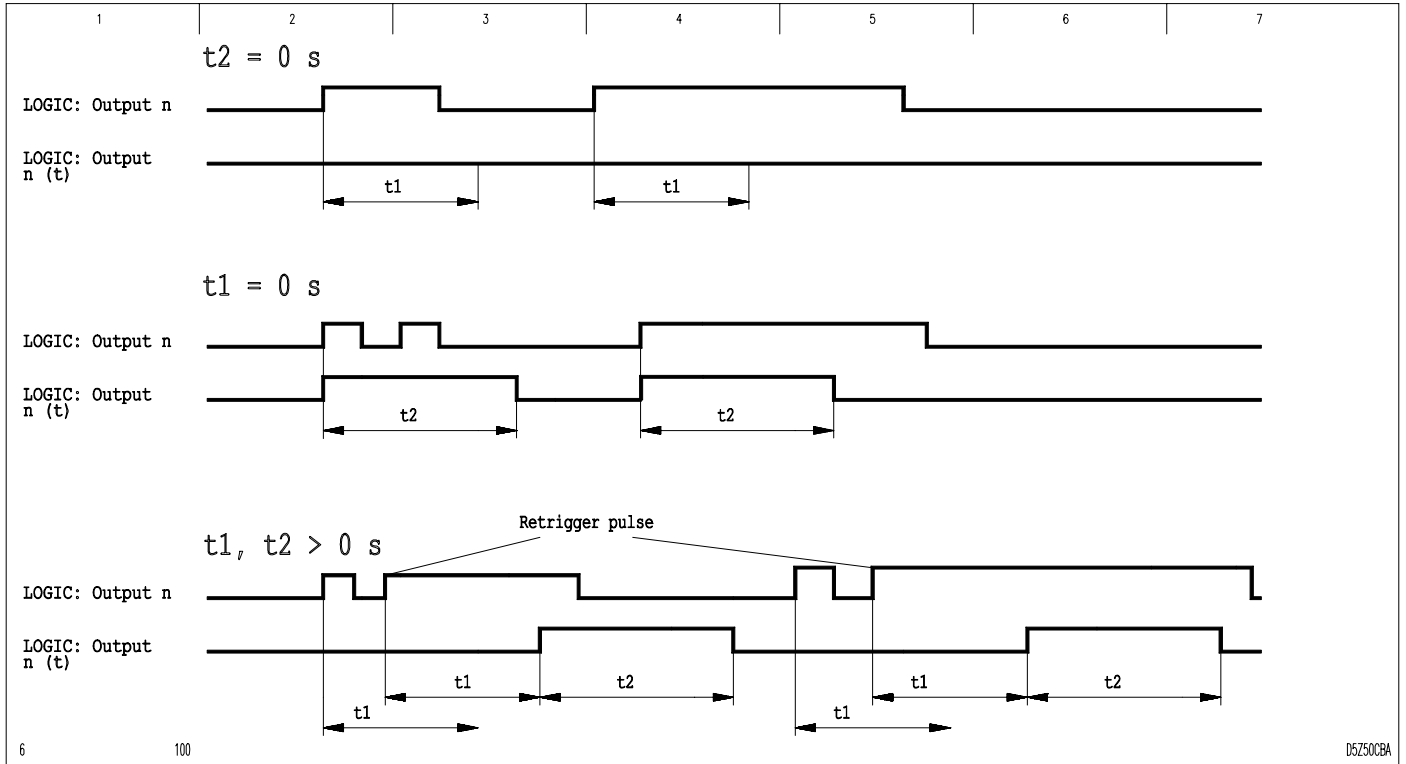 1 2 3 4 5 6 7
t2 = 0 s
LOGIC: Output n
LOGIC: Output
n (t)
t1 t1
t1 = 0 s
LOGIC: Output n
LOGIC: Output
n (t)
t2 t2
Retrigger pulse
t1, t2 > 0 s
LOGIC: Output n
LOGIC: Output
n (t)
t1 t2 t1 t2
t1 t1
6 100 D5Z50CBA